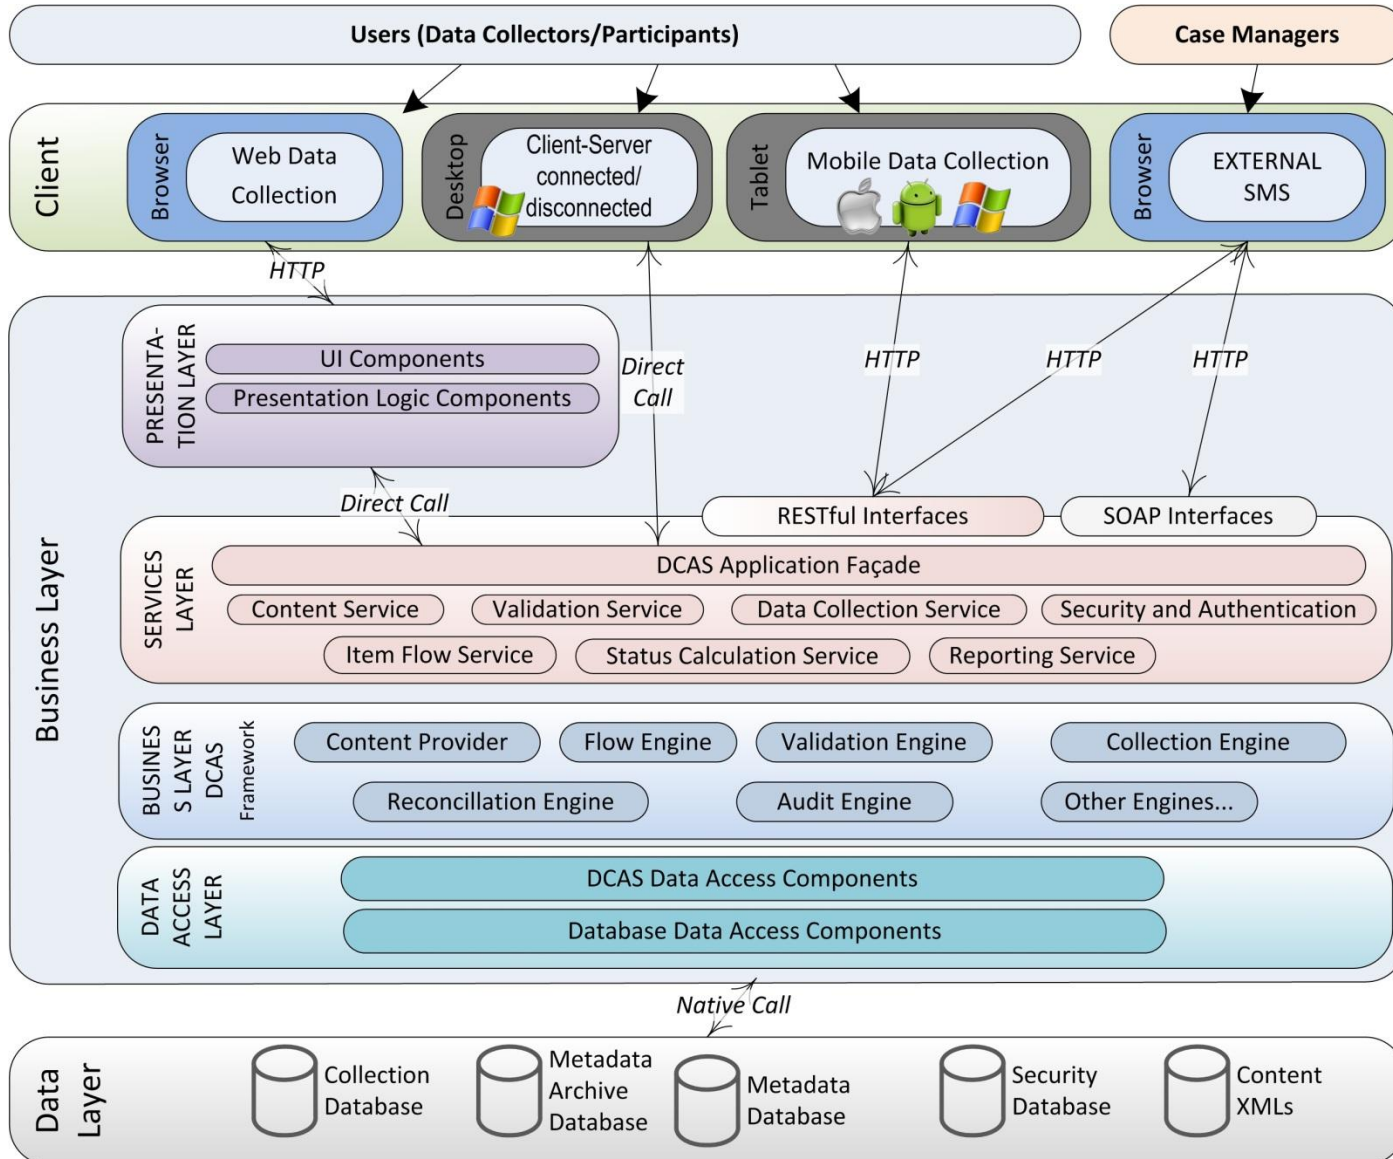 Users (Data Collectors/Participants)
Case Managers
Client
Browser
Web Data
Collection
Desktop
Client-Server
connected/
disconnected
Tablet
Mobile Data Collection
Browser
EXTERNAL
SMS
HTTP
Business Layer
PRESENTA-
TION LAYER
UI Components
Presentation Logic Components
Direct
Call
HTTP
HTTP
HTTP
Direct Call
RESTful Interfaces
SOAP Interfaces
SERVICES
LAYER
DCAS Application Façade
Content Service
Validation Service
Data Collection Service
Security and Authentication
Item Flow Service
Status Calculation Service
Reporting Service
BUSINES
S LAYER
DCAS
Framework
Content Provider
Flow Engine
Validation Engine
Collection Engine
Reconcillation Engine
Audit Engine
Other Engines...
DATA
ACCESS
LAYER
DCAS Data Access Components
Database Data Access Components
Native Call
Data
Layer
Collection
Database
Metadata
Archive
Database
Metadata
Database
Security
Database
Content
XMLs